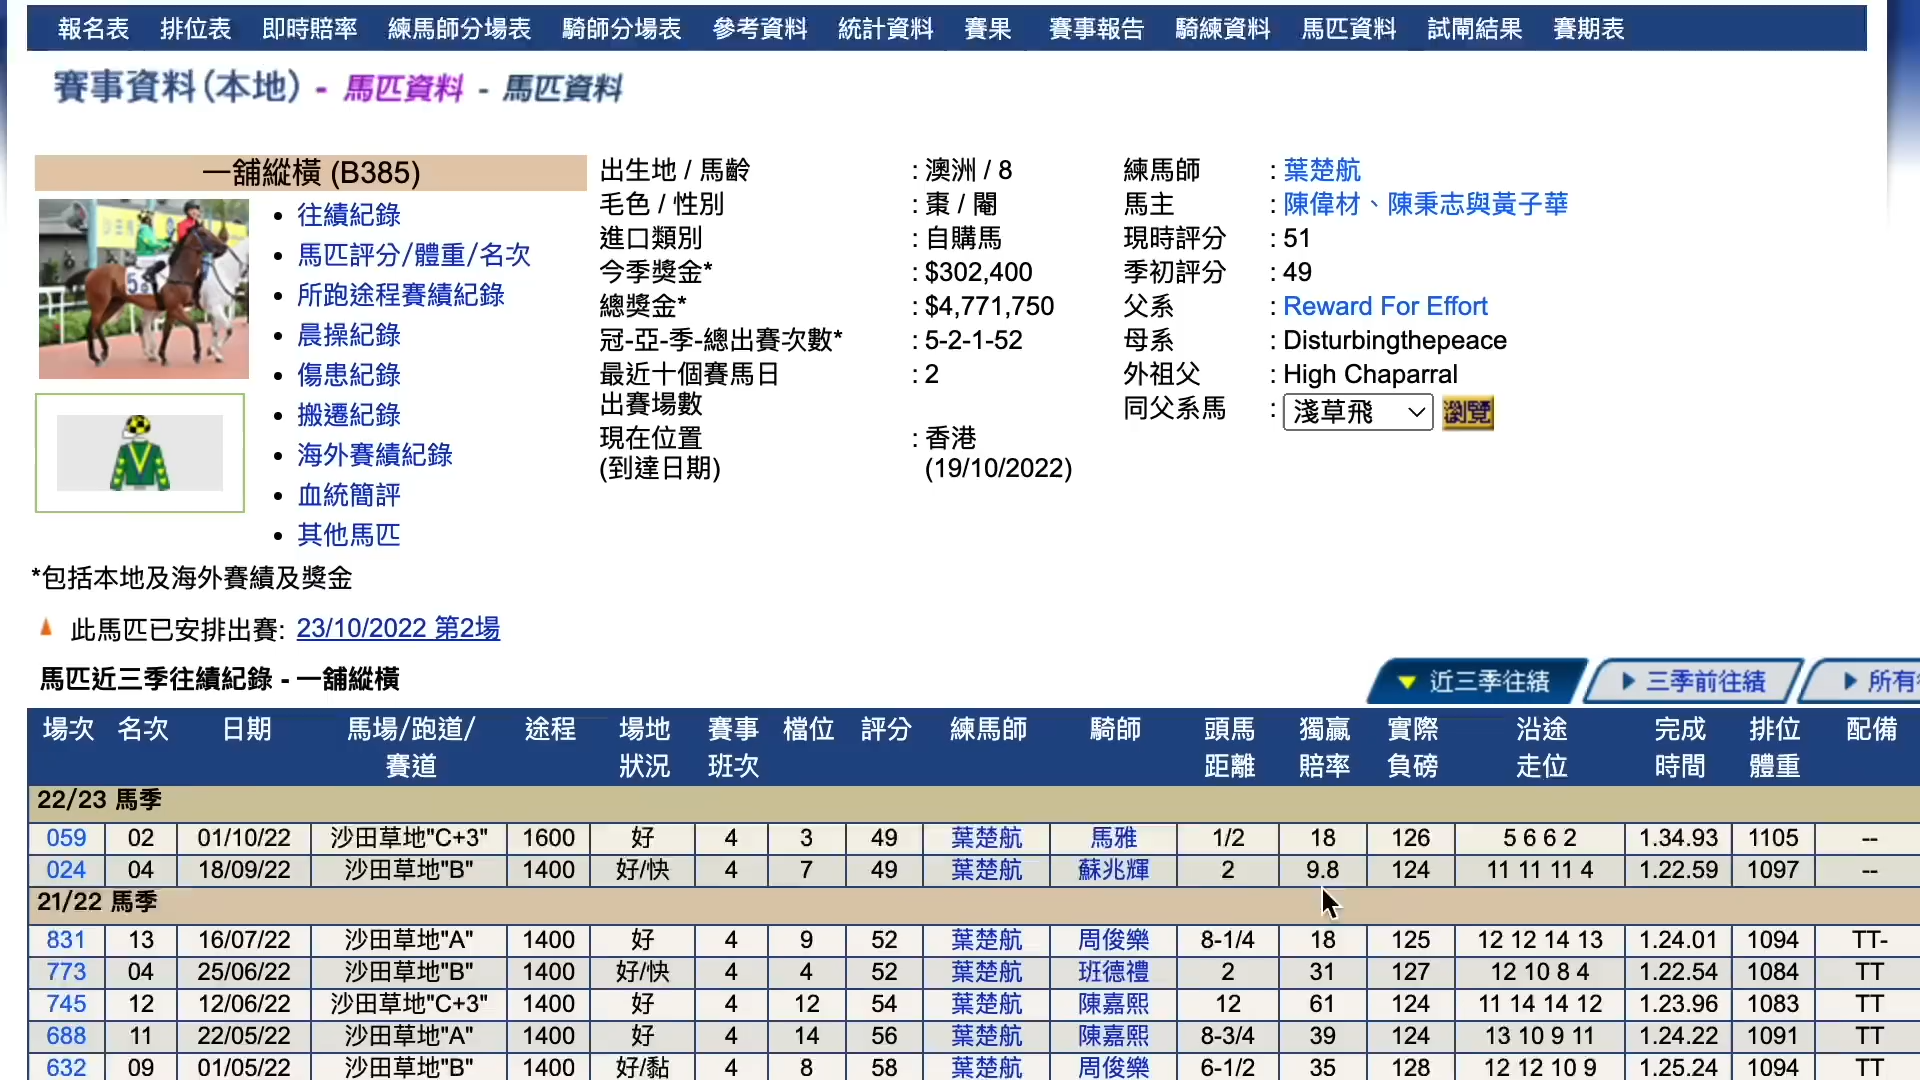 報名表 排位表 即時賠率 練馬師分場表 騎師分場表 參考資料 統計資料 賽果 賽事報告 騎練資料 馬匹資料 試閘結果 賽期表
賽事資料(本地) - 馬匹資料 - 馬匹資料
一舖縱橫 (B385)
往績紀錄
馬匹評分/體重/名次
所跑途程賽績紀錄
晨操紀錄
傷患紀錄
搬遷紀錄
海外賽績紀錄
血統簡評
其他馬匹
出生地 / 馬齡 : 澳洲 / 8
毛色 / 性別 : 棗 / 閹
進口類別 : 自購馬
今季獎金* : $302,400
總獎金* : $4,771,750
冠-亞-季-總出賽次數* : 5-2-1-52
最近十個賽馬日 : 2
出賽場數
現在位置 : 香港
(到達日期) (19/10/2022)
練馬師 : 葉楚航
馬主 : 陳偉材、陳秉志與黃子華
現時評分 : 51
季初評分 : 49
父系 : Reward For Effort
母系 : Disturbingthepeace
外祖父 : High Chaparral
同父系馬 : 淺草飛 瀏覽
*包括本地及海外賽績及獎金
此馬匹已安排出賽: 23/10/2022 第2場
馬匹近三季往績紀錄 - 一舖縱橫
近三季往績 三季前往績 所有
場次 名次 日期 馬場/跑道/ 途程 場地 賽事 檔位 評分 練馬師 騎師 頭馬 獨贏 實際 沿途 完成 排位 配備
賽道 狀況 班次 距離 賠率 負磅 走位 時間 體重
22/23 馬季
059 02 01/10/22 沙田草地"C+3" 1600 好 4 3 49 葉楚航 馬雅 1/2 18 126 5 6 6 2 1.34.93 1105 --
024 04 18/09/22 沙田草地"B" 1400 好/快 4 7 49 葉楚航 蘇兆輝 2 9.8 124 11 11 11 4 1.22.59 1097 --
21/22 馬季
831 13 16/07/22 沙田草地"A" 1400 好 4 9 52 葉楚航 周俊樂 8-1/4 18 125 12 12 14 13 1.24.01 1094 TT-
773 04 25/06/22 沙田草地"B" 1400 好/快 4 4 52 葉楚航 班德禮 2 31 127 12 10 8 4 1.22.54 1084 TT
745 12 12/06/22 沙田草地"C+3" 1400 好 4 12 54 葉楚航 陳嘉熙 12 61 124 11 14 14 12 1.23.96 1083 TT
688 11 22/05/22 沙田草地"A" 1400 好 4 14 56 葉楚航 陳嘉熙 8-3/4 39 124 13 10 9 11 1.24.22 1091 TT
632 09 01/05/22 沙田草地"B" 1400 好/黏 4 8 58 葉楚航 周俊樂 6-1/2 35 128 12 12 10 9 1.25.24 1094 TT